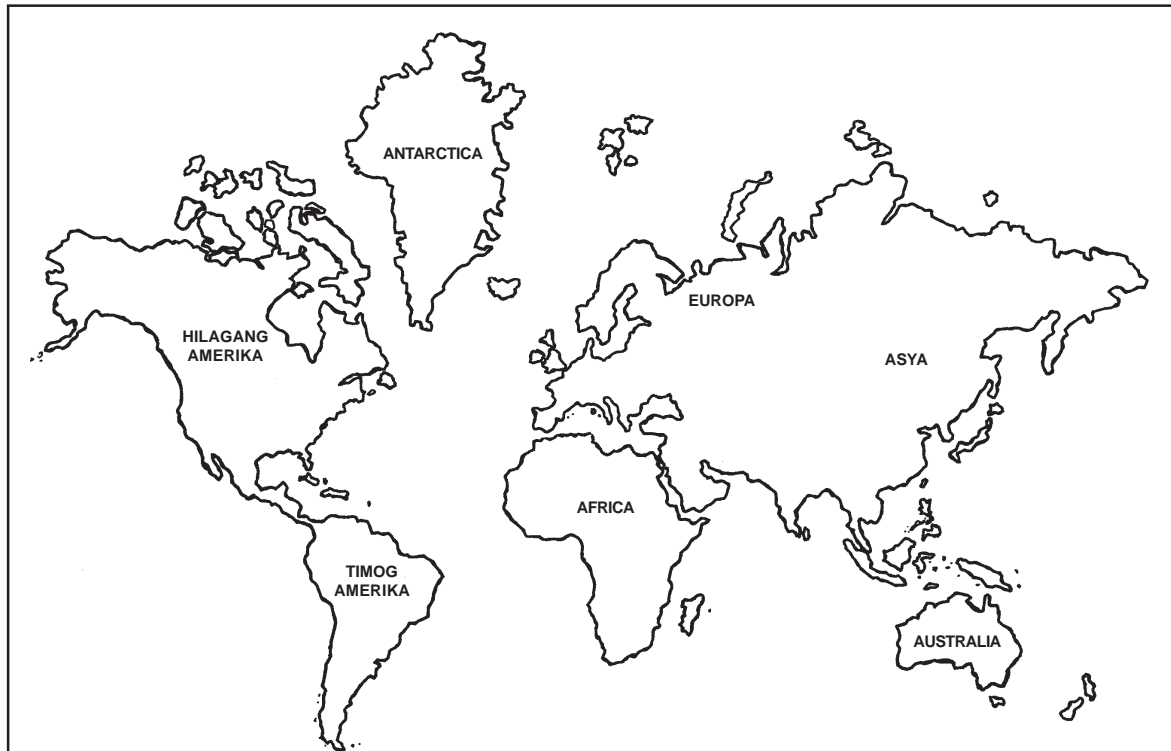 ANTARCTICA
HILAGANG
AMERIKA
EUROPA
ASYA
AFRICA
TIMOG
AMERIKA
AUSTRALIA